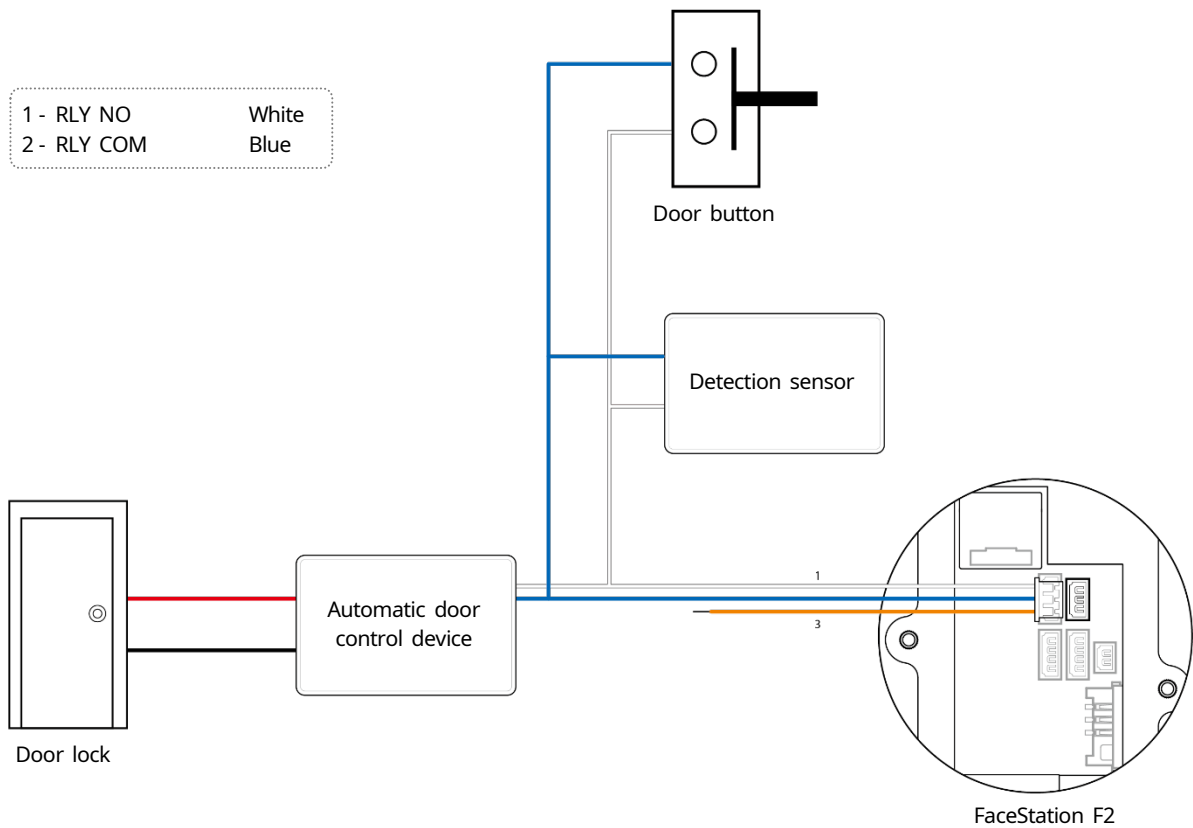 1 - RLY NO White
2 - RLY COM Blue
Door button
Detection sensor
1
Automatic door
control device
3
Door lock
FaceStation F2